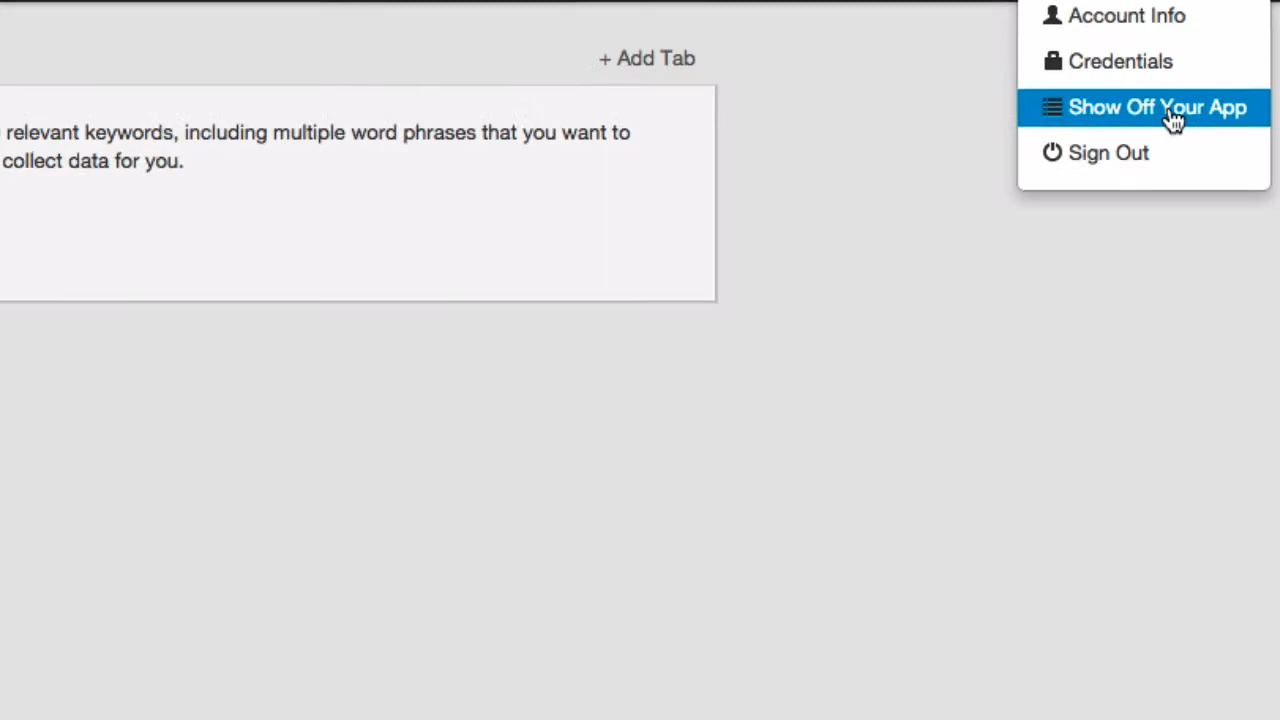 Account Info
+ Add Tab
Credentials
Show Off Your App
relevant keywords, including multiple word phrases that you want to
Sign Out
collect data for you.